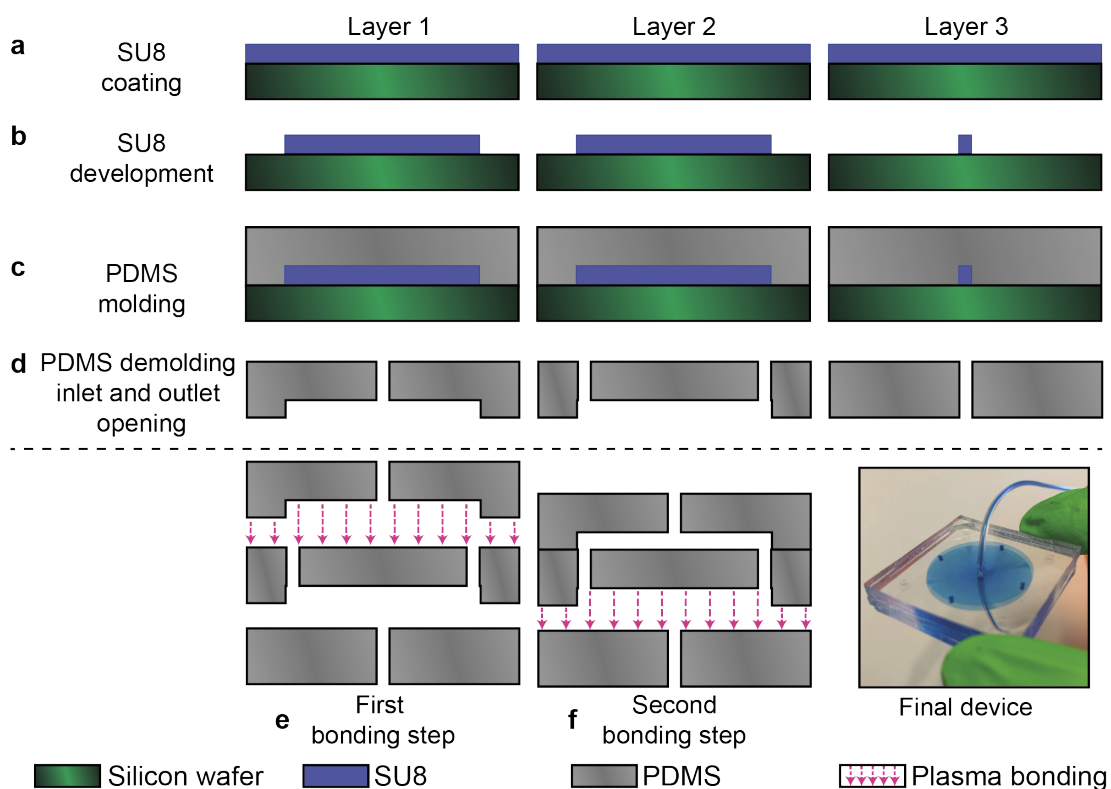 Layer 1
Layer 2
Layer 3
a
SU8
coating
b
SU8
development
c
PDMS
molding
d
PDMS demolding
inlet and outlet
opening
e
First
bonding step
f
Second
bonding step
Final device
Silicon wafer
SU8
PDMS
Plasma bonding